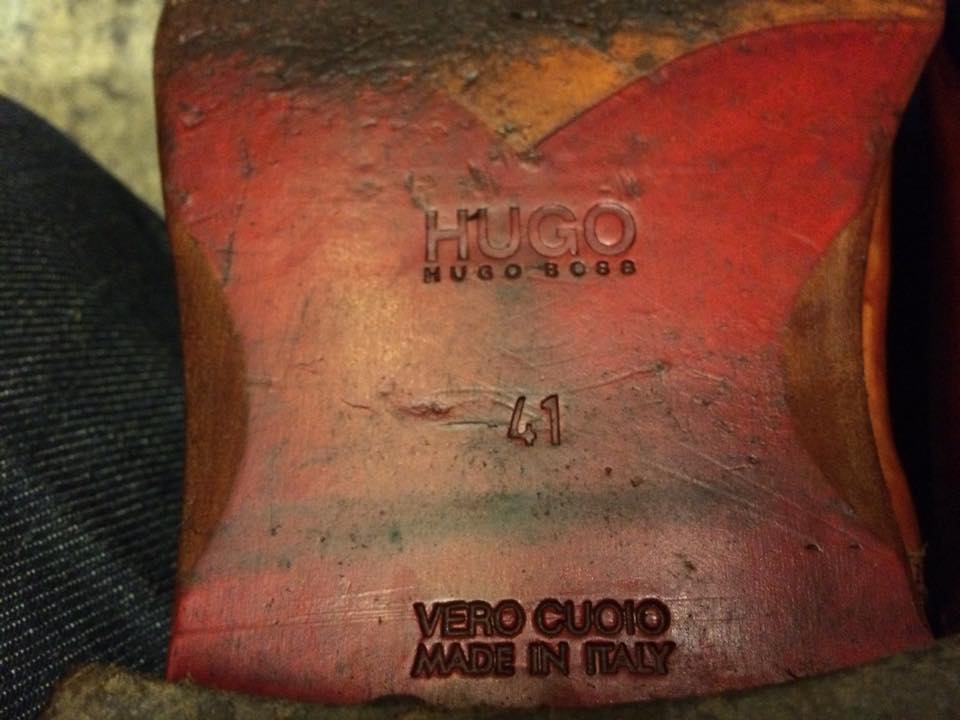 HUGO
HUGO BOSS
41
VERO CUOIO
MADE IN ITALY